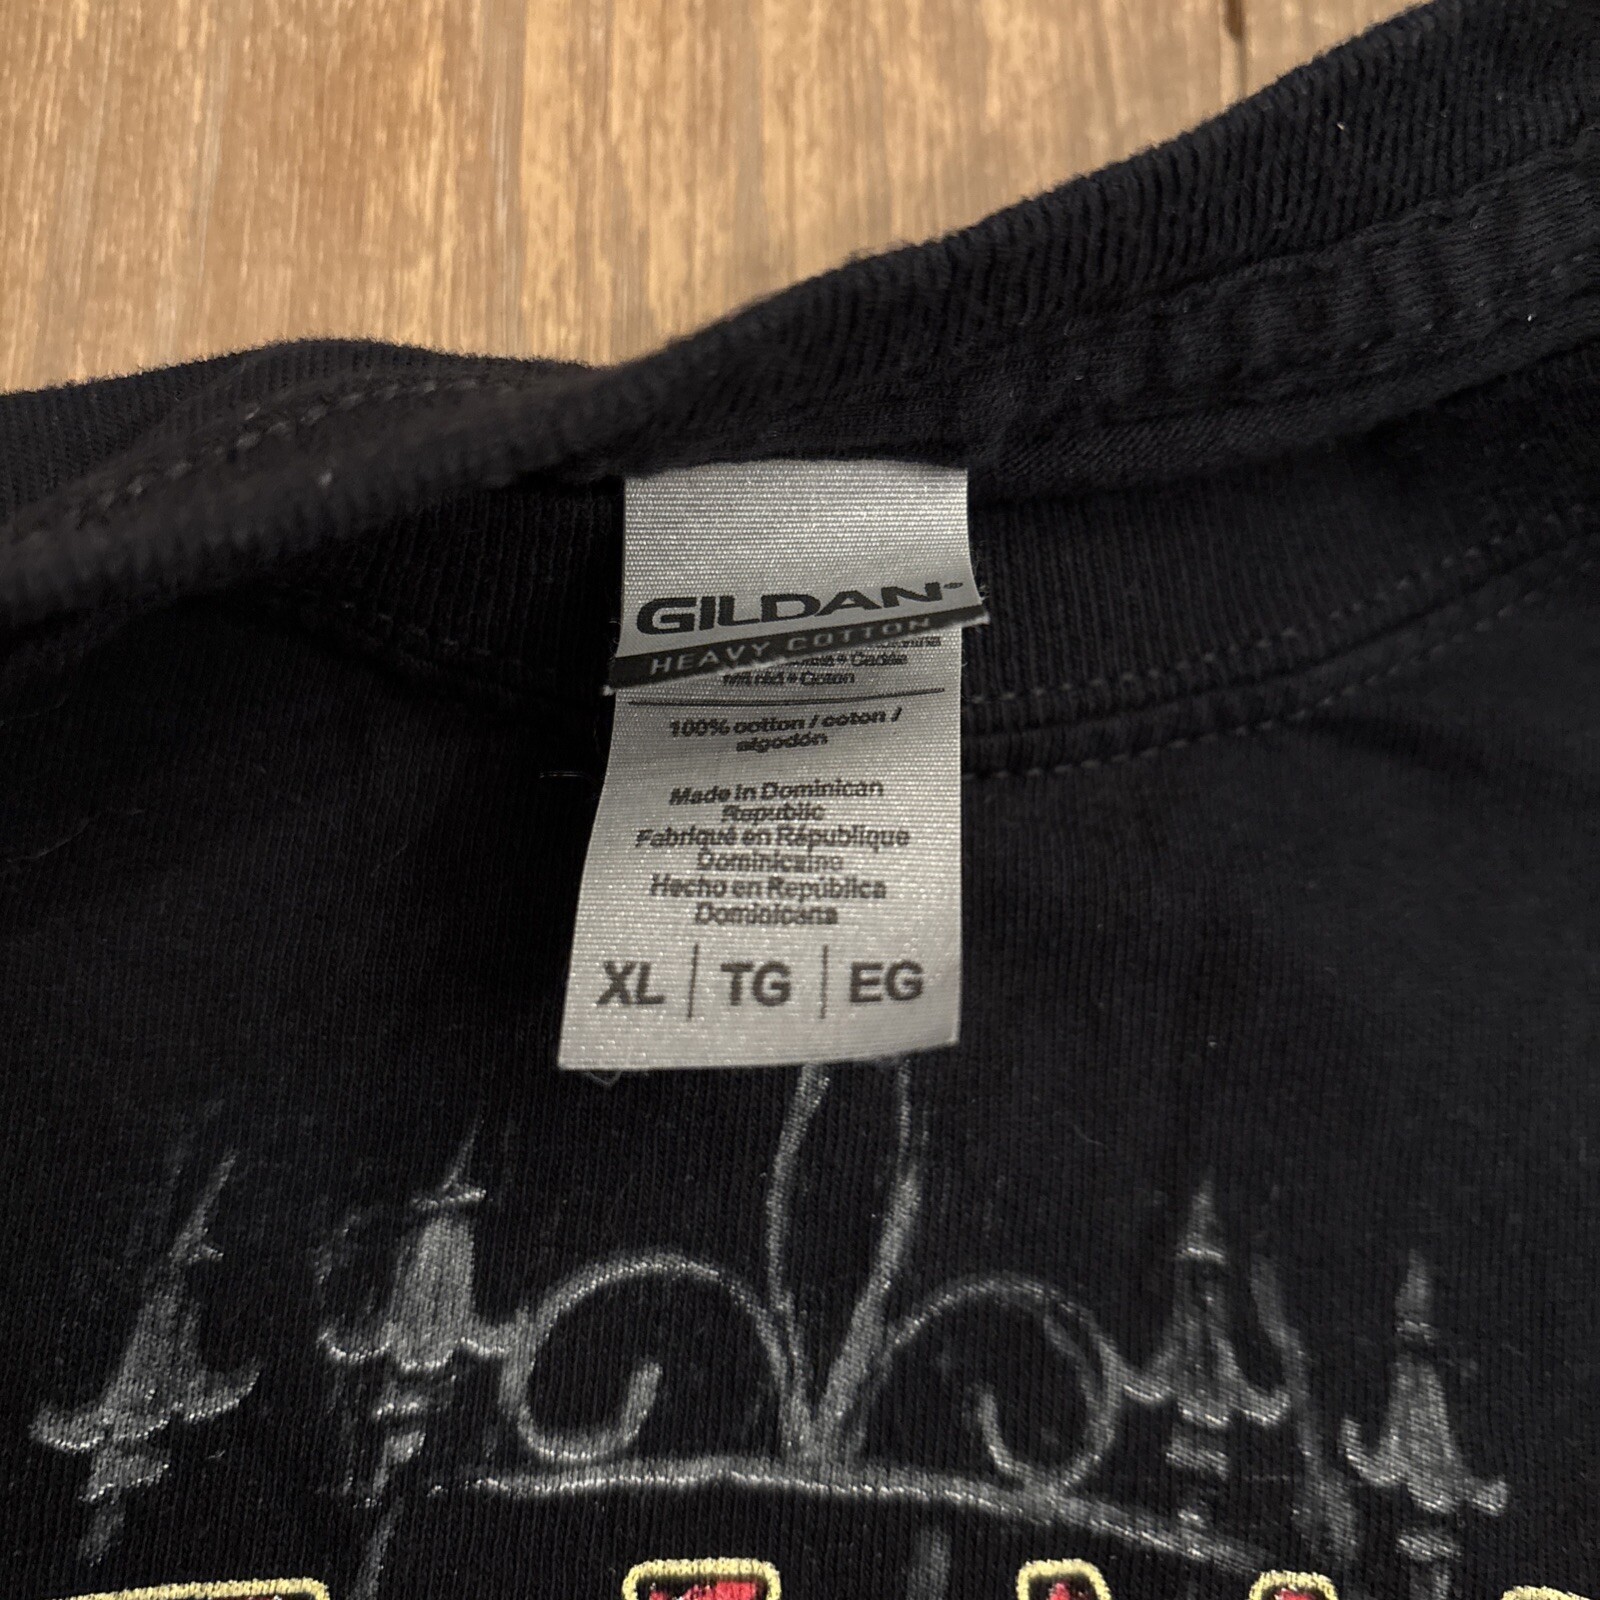 GILDAN
HEAVY COTTON
100% cotton / coton /
algodón
Made in Dominican
Republic
Fabriqué en République
Dominicaine
Hecho en República
Dominicana
XL | TG | EG